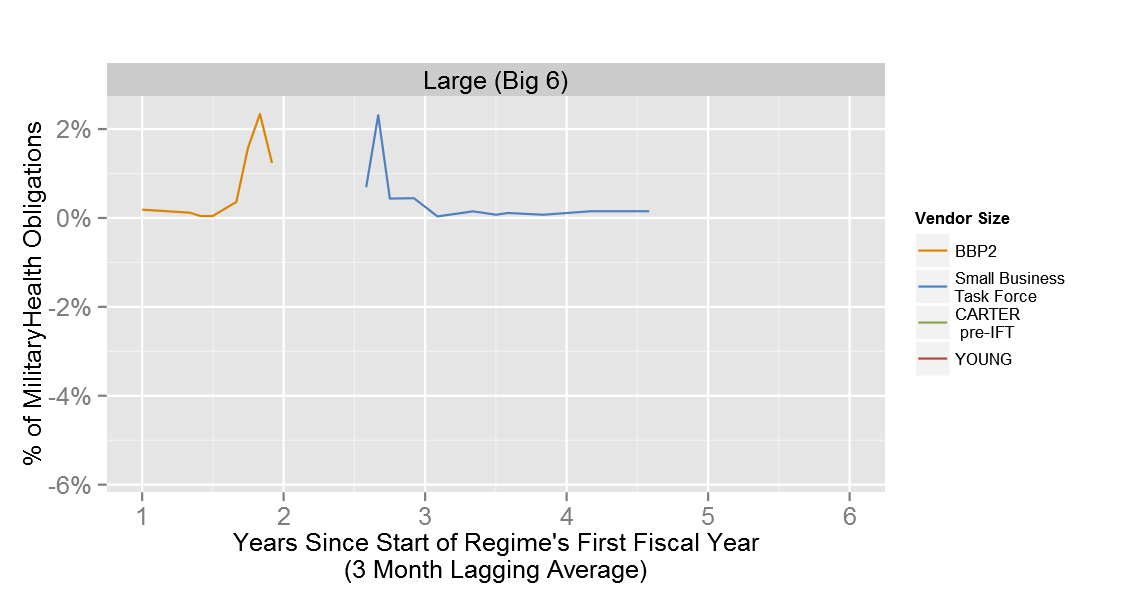 Large (Big 6)
% of MilitaryHealth Obligations
2%
0%
-2%
-4%
-6%
1 2 3 4 5 6
Years Since Start of Regime's First Fiscal Year
(3 Month Lagging Average)
Vendor Size
BBP2
Small Business
Task Force
CARTER
pre-IFT
YOUNG